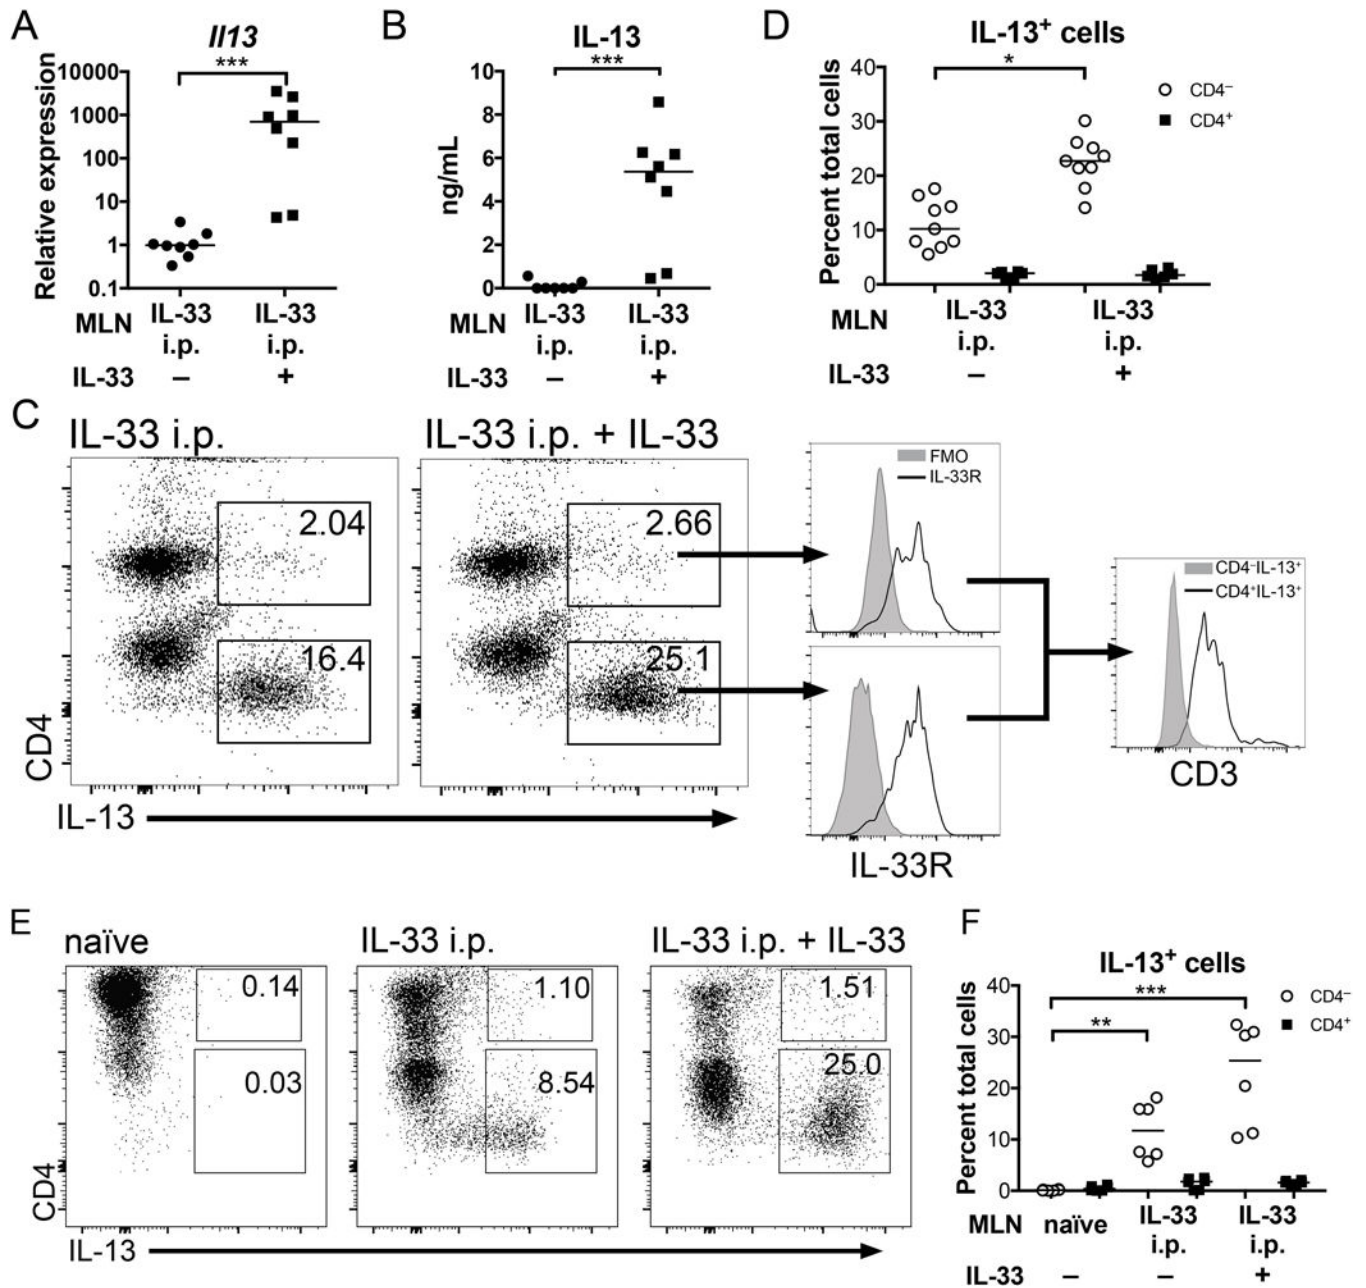 A
Il13
***
Relative expression
10000
1000
100
10
1
0.1
MLN
IL-33 i.p.
IL-33 i.p.
IL-33
–
+
B
IL-13
***
ng/mL
10
8
6
4
2
0
MLN
IL-33 i.p.
IL-33 i.p.
IL-33
–
+
D
IL-13⁺ cells
*
Percent total cells
40
30
20
10
0
CD4⁻
CD4⁺
MLN
IL-33 i.p.
IL-33 i.p.
IL-33
–
+
C
IL-33 i.p.
IL-33 i.p. + IL-33
2.04
16.4
2.66
25.1
CD4
IL-13
FMO
IL-33R
IL-33R
CD4⁻IL-13⁺
CD4⁺IL-13⁺
CD3
E
naïve
IL-33 i.p.
IL-33 i.p. + IL-33
0.14
0.03
1.10
8.54
1.51
25.0
CD4
IL-13
F
IL-13⁺ cells
***
**
Percent total cells
40
30
20
10
0
CD4⁻
CD4⁺
MLN
naïve
IL-33 i.p.
IL-33 i.p.
IL-33
–
–
+